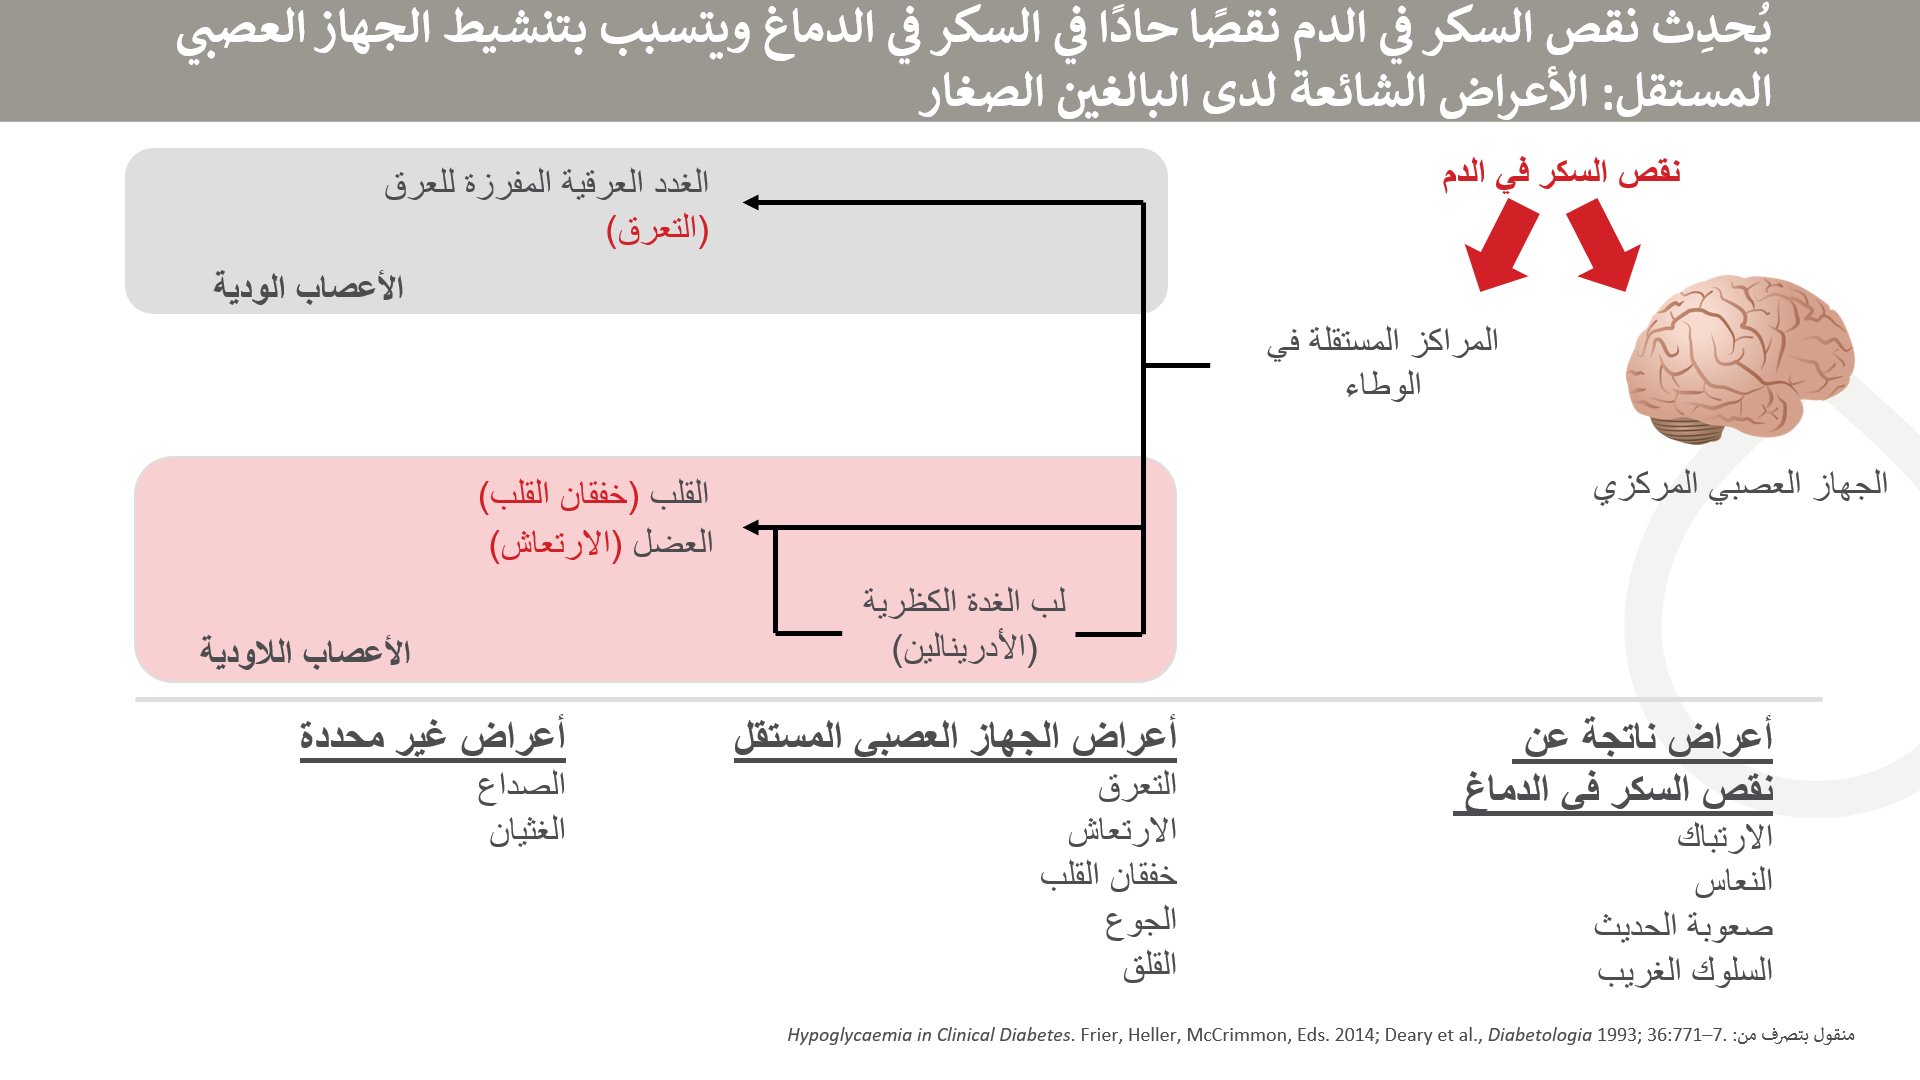 يُحدِث نقص السكر في الدم نقصًا حادًا في السكر في الدماغ ويتسبب بتنشيط الجهاز العصبي
المستقل: الأعراض الشائعة لدى البالغين الصغار
نقص السكر في الدم
المراكز المستقلة في
الوطاء
الجهاز العصبي المركزي
الغدد العرقية المفرزة للعرق
(التعرق)
الأعصاب الودية
القلب (خفقان القلب)
العضل (الارتعاش)
لب الغدة الكظرية
(الأدرينالين)
الأعصاب اللاودية
أعراض ناتجة عن
نقص السكر في الدماغ
الارتباك
النعاس
صعوبة الحديث
السلوك الغريب
أعراض الجهاز العصبي المستقل
التعرق
الارتعاش
خفقان القلب
الجوع
القلق
أعراض غير محددة
الصداع
الغثيان
منقول بتصرف من: Hypoglycaemia in Clinical Diabetes. Frier, Heller, McCrimmon, Eds. 2014; Deary et al., Diabetologia 1993; 36:771–7.